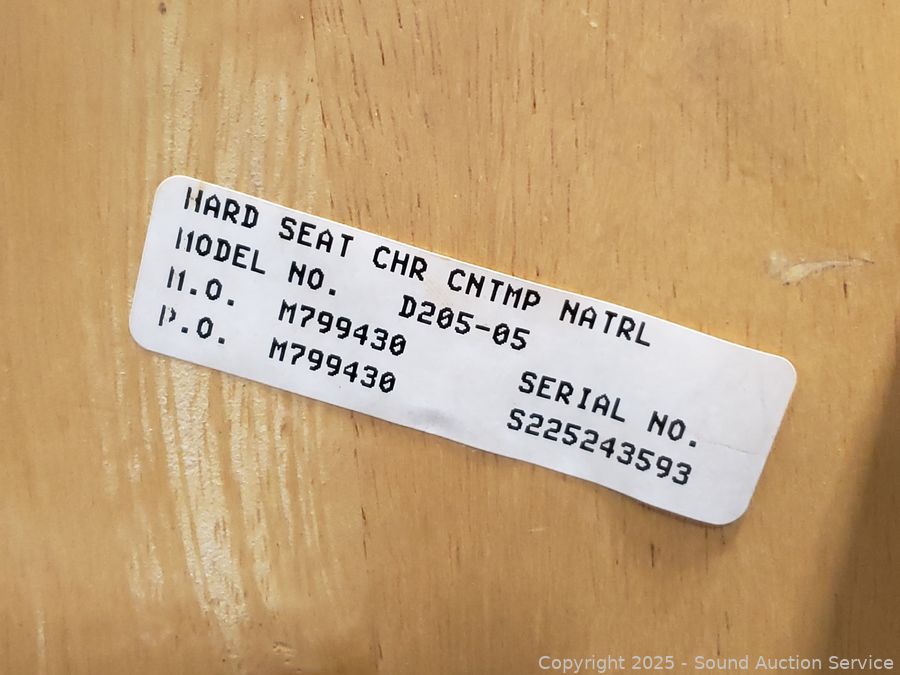 HARD SEAT CHR CNTMP NATRL
MODEL NO. D205-05
M.O. M799430
P.O. M799430
SERIAL NO.
S225243593
Copyright 2025 - Sound Auction Service